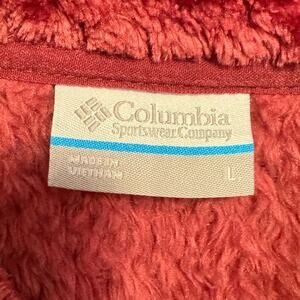 Columbia
Sportswear Company
MADE IN
VIETNAM
L